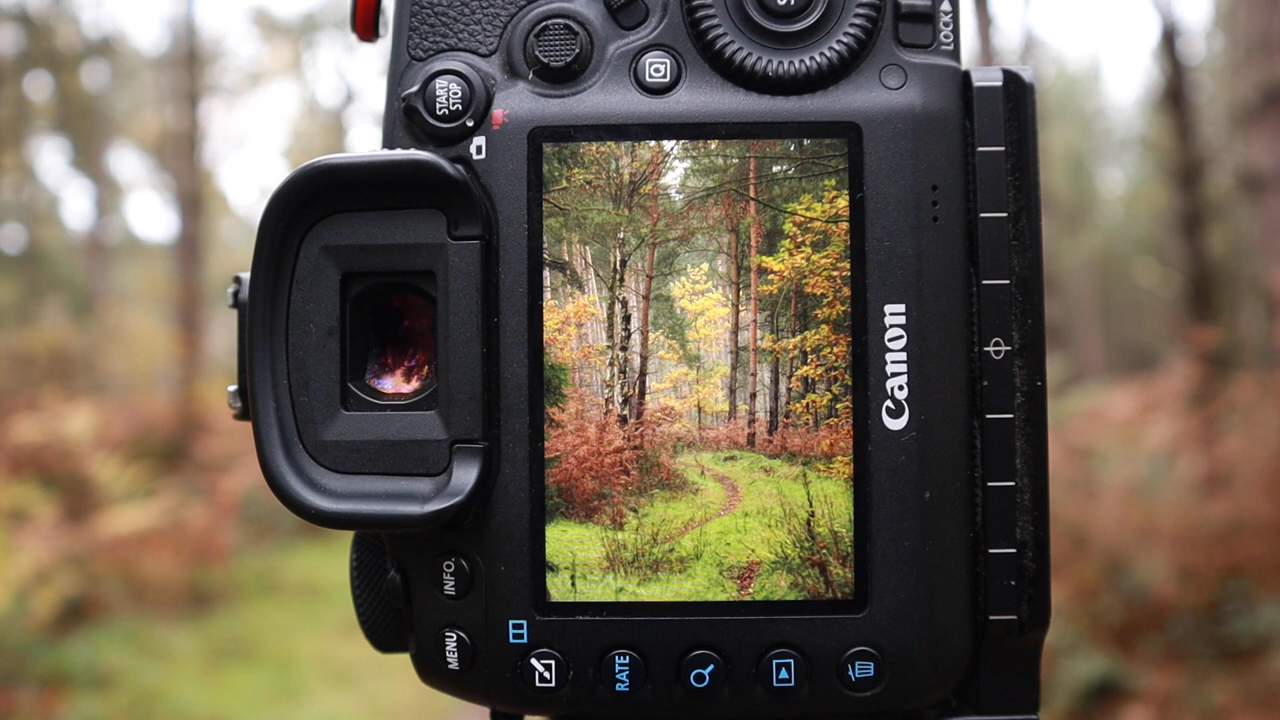 LOCK
Q
START/
STOP
Canon
INFO.
MENU
RATE